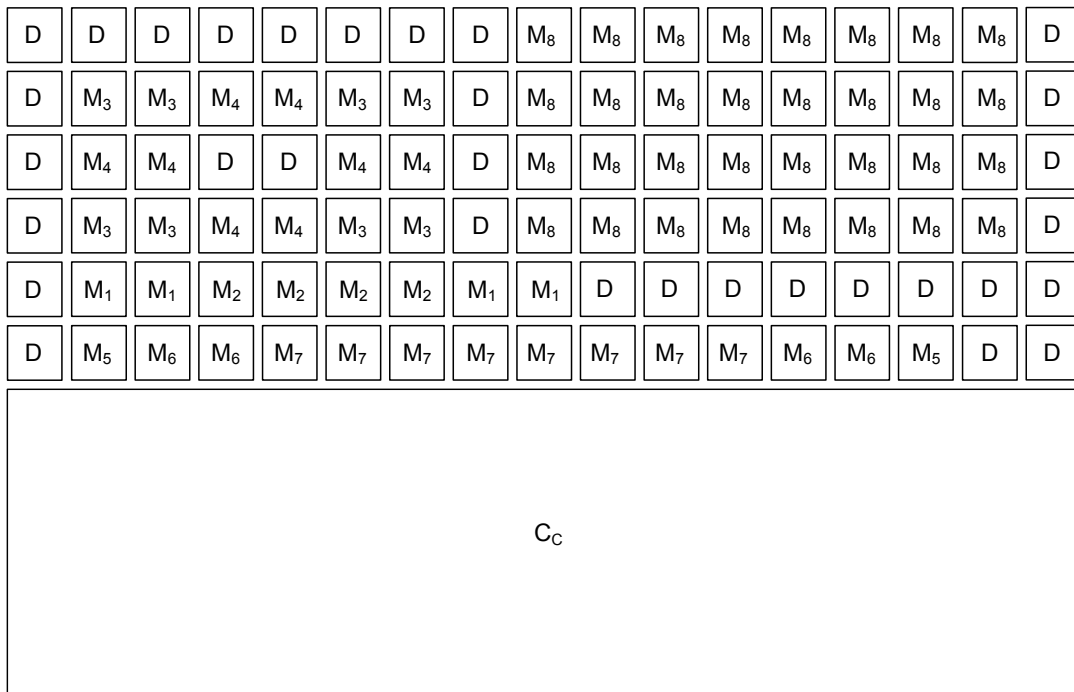 D D D D D D D D M₈ M₈ M₈ M₈ M₈ M₈ M₈ M₈ D
D M₃ M₃ M₄ M₄ M₃ M₃ D M₈ M₈ M₈ M₈ M₈ M₈ M₈ M₈ D
D M₄ M₄ D D M₄ M₄ D M₈ M₈ M₈ M₈ M₈ M₈ M₈ M₈ D
D M₃ M₃ M₄ M₄ M₃ M₃ D M₈ M₈ M₈ M₈ M₈ M₈ M₈ M₈ D
D M₁ M₁ M₂ M₂ M₂ M₂ M₁ M₁ D D D D D D D D
D M₅ M₆ M₆ M₇ M₇ M₇ M₇ M₇ M₇ M₇ M₇ M₆ M₆ M₅ D D
C_C